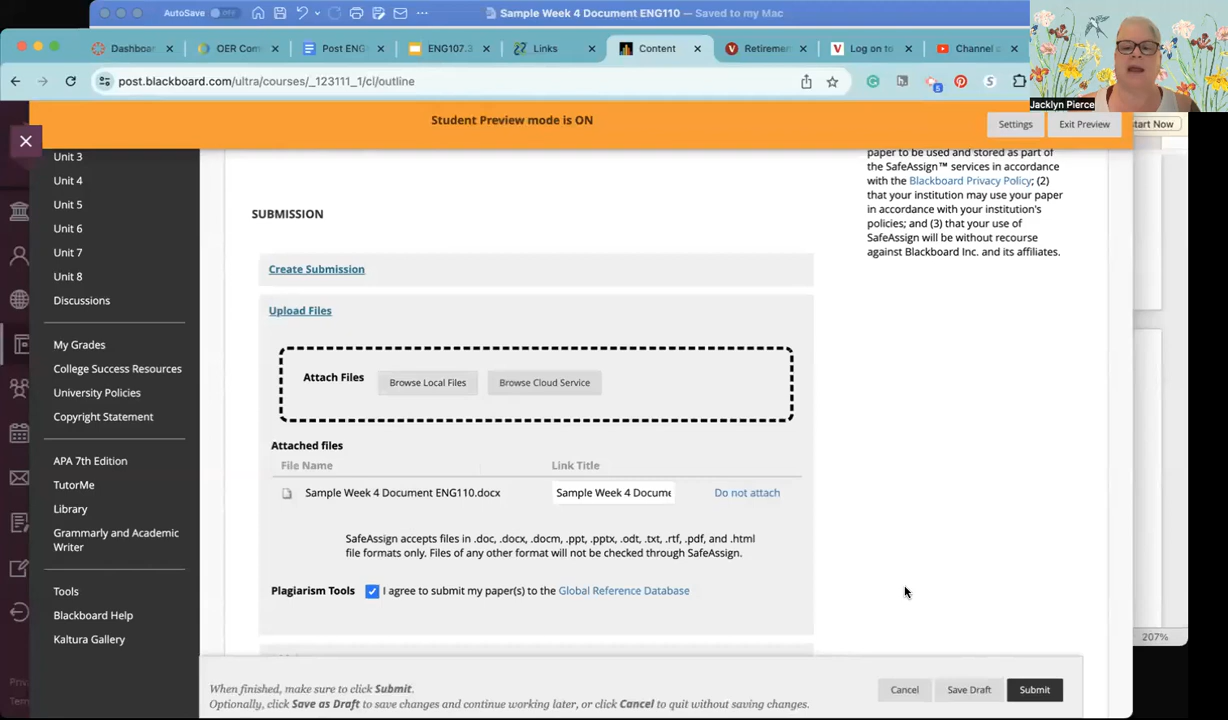 AutoSave
OFF
Sample Week 4 Document ENG110 — Saved to my Mac
Dashboar
OER Com
Post ENG
ENG107.3
Links
Content
Retiremen
Log on to
Channel c
post.blackboard.com/ultra/courses/_123111_1/cl/outline
Jacklyn Pierce
Student Preview mode is ON
Settings
Exit Preview
tart Now
Unit 3
Unit 4
Unit 5
Unit 6
Unit 7
Unit 8
Discussions
My Grades
College Success Resources
University Policies
Copyright Statement
APA 7th Edition
TutorMe
Library
Grammarly and Academic
Writer
Tools
Blackboard Help
Kaltura Gallery
Priv
Term
paper to be used and stored as part of
the SafeAssign™ services in accordance
with the Blackboard Privacy Policy; (2)
that your institution may use your paper
in accordance with your institution's
policies; and (3) that your use of
SafeAssign will be without recourse
against Blackboard Inc. and its affiliates.
SUBMISSION
Create Submission
Upload Files
Attach Files
Browse Local Files
Browse Cloud Service
Attached files
File Name
Link Title
Sample Week 4 Document ENG110.docx
Sample Week 4 Docume
Do not attach
SafeAssign accepts files in .doc, .docx, .docm, .ppt, .pptx, .odt, .txt, .rtf, .pdf, and .html
file formats only. Files of any other format will not be checked through SafeAssign.
Plagiarism Tools
I agree to submit my paper(s) to the Global Reference Database
207%
When finished, make sure to click Submit.
Optionally, click Save as Draft to save changes and continue working later, or click Cancel to quit without saving changes.
Cancel
Save Draft
Submit